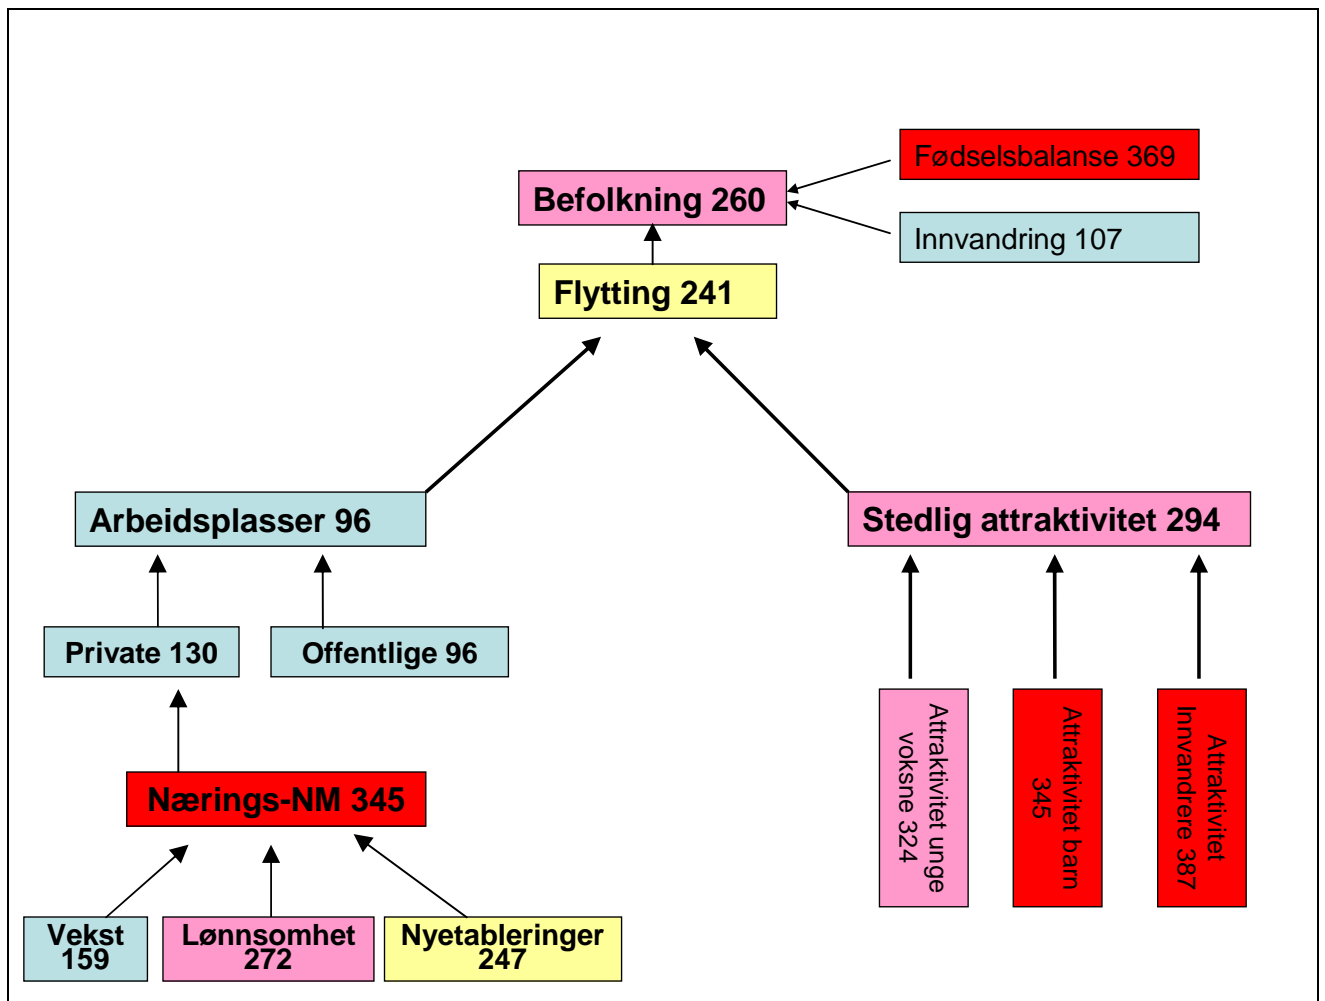 Fødselsbalanse 369
Befolkning 260
Innvandring 107
Flytting 241
Arbeidsplasser 96
Stedlig attraktivitet 294
Private 130
Offentlige 96
Attraktivitet unge
voksne 324
Attraktivitet barn
345
Attraktivitet
Innvandrere 387
Nærings-NM 345
Vekst
159
Lønnsomhet
272
Nyetableringer
247